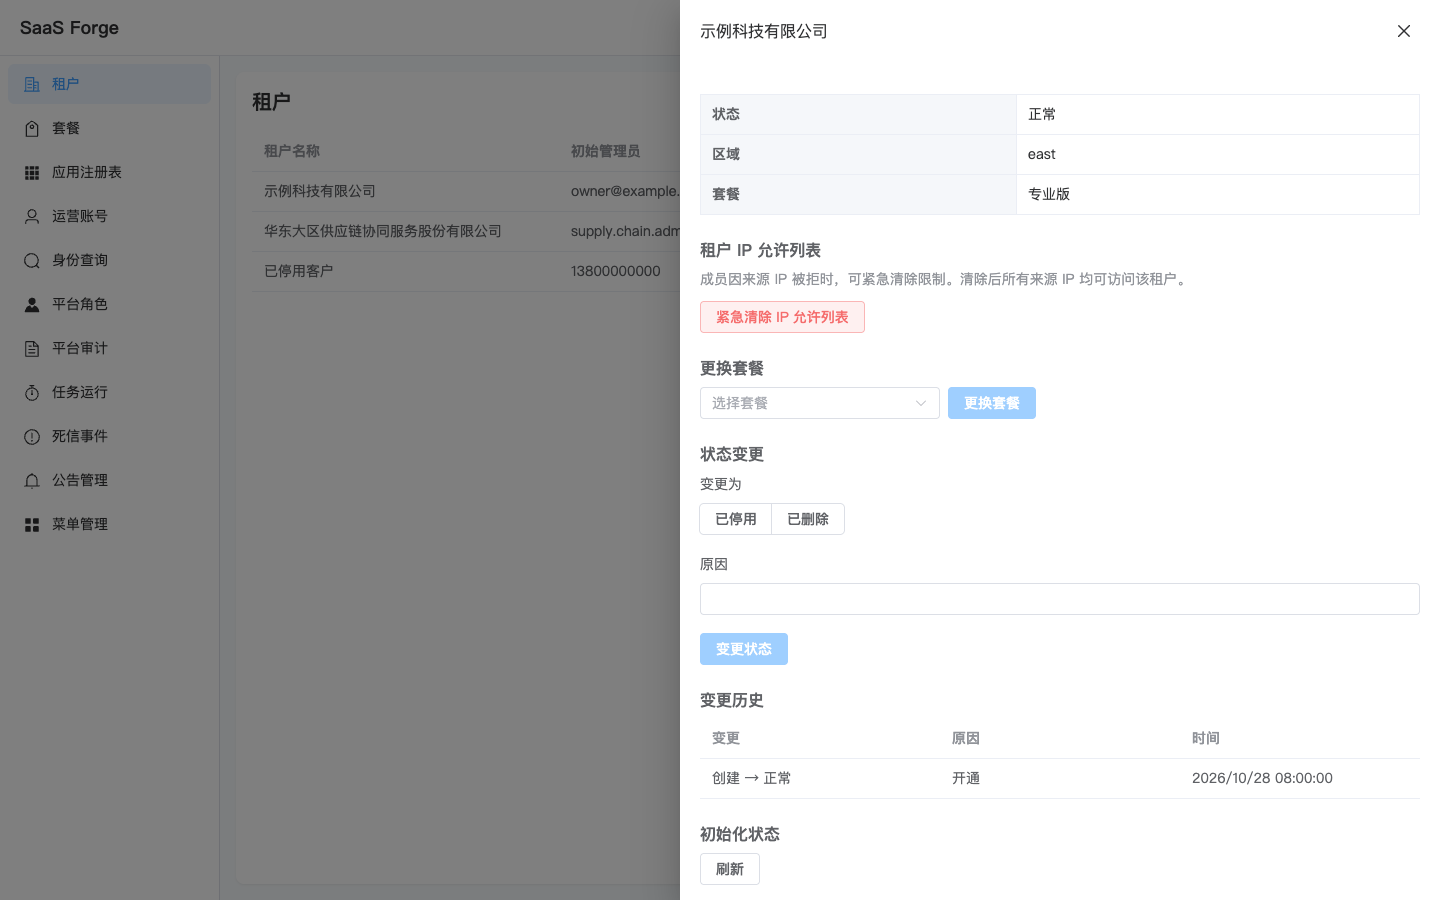 SaaS Forge
租户
套餐
应用注册表
运营账号
身份查询
平台角色
平台审计
任务运行
死信事件
公告管理
菜单管理
租户
租户名称 初始管理员
示例科技有限公司 owner@example.
华东大区供应链协同服务股份有限公司 supply.chain.adm
已停用客户 13800000000
示例科技有限公司
状态 正常
区域 east
套餐 专业版
租户 IP 允许列表
成员因来源 IP 被拒时，可紧急清除限制。清除后所有来源 IP 均可访问该租户。
紧急清除 IP 允许列表
更换套餐
选择套餐 更换套餐
状态变更
变更为
已停用 已删除
原因
变更状态
变更历史
变更 原因 时间
创建 → 正常 开通 2026/10/28 08:00:00
初始化状态
刷新